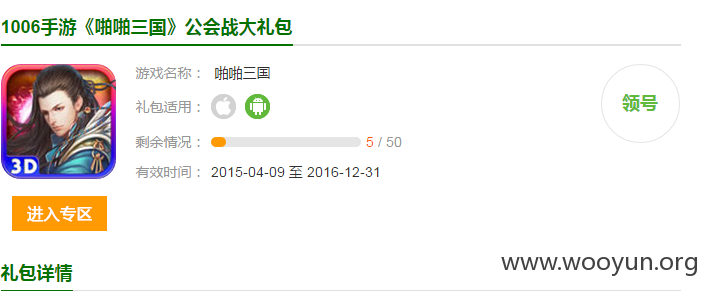 1006手游《啪啪三国》公会战大礼包
游戏名称： 啪啪三国
礼包适用：
领号
剩余情况： 5 / 50
有效时间： 2015-04-09 至 2016-12-31
3D
进入专区
礼包详情
www.wooyun.org